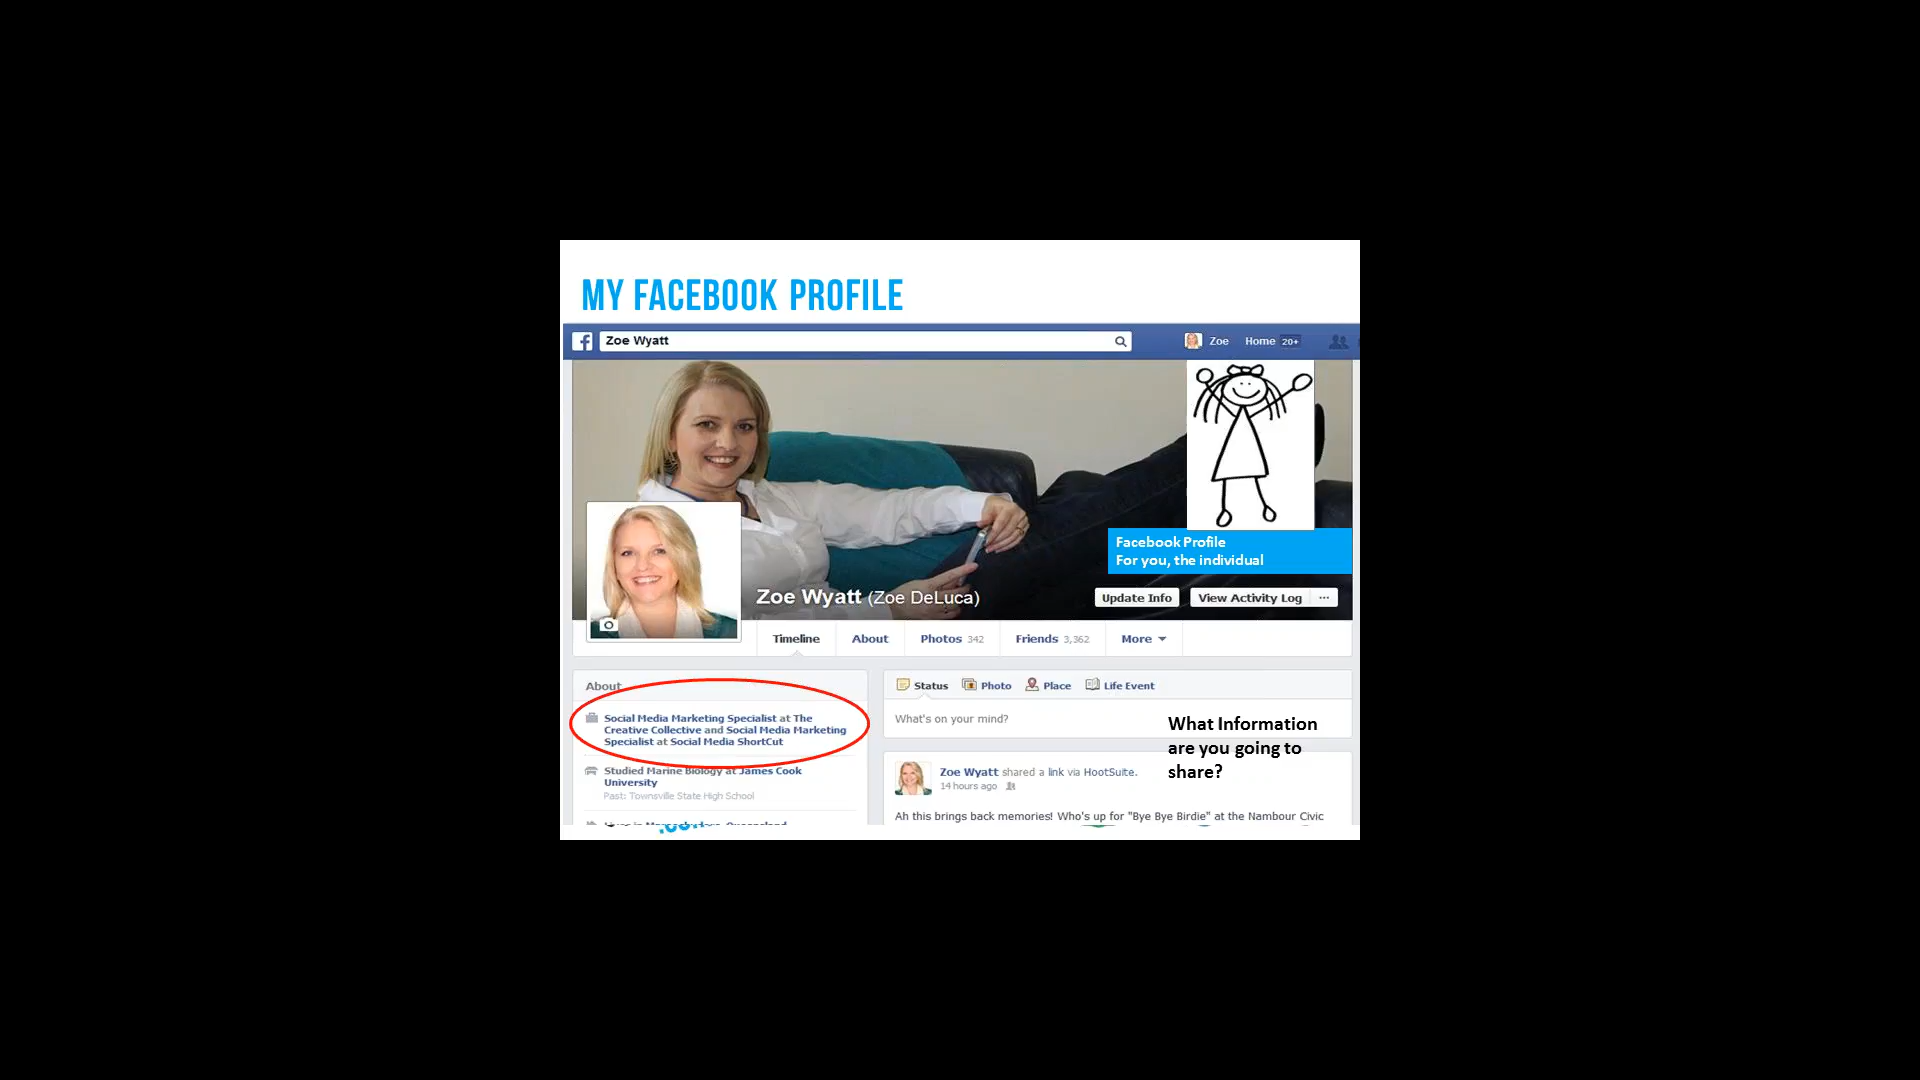 MY FACEBOOK PROFILE
Zoe Wyatt
Zoe Home 20+
Facebook Profile
For you, the individual
Zoe Wyatt (Zoe DeLuca)
Update Info View Activity Log ...
Timeline About Photos 342 Friends 3,362 More
About
Social Media Marketing Specialist at The
Creative Collective and Social Media Marketing
Specialist at Social Media ShortCut
Studied Marine Biology at James Cook
University
Past: Townsville State High School
Status Photo Place Life Event
What's on your mind?
What Information
are you going to
share?
Zoe Wyatt shared a link via HootSuite.
14 hours ago
Ah this brings back memories! Who's up for "Bye Bye Birdie" at the Nambour Civic